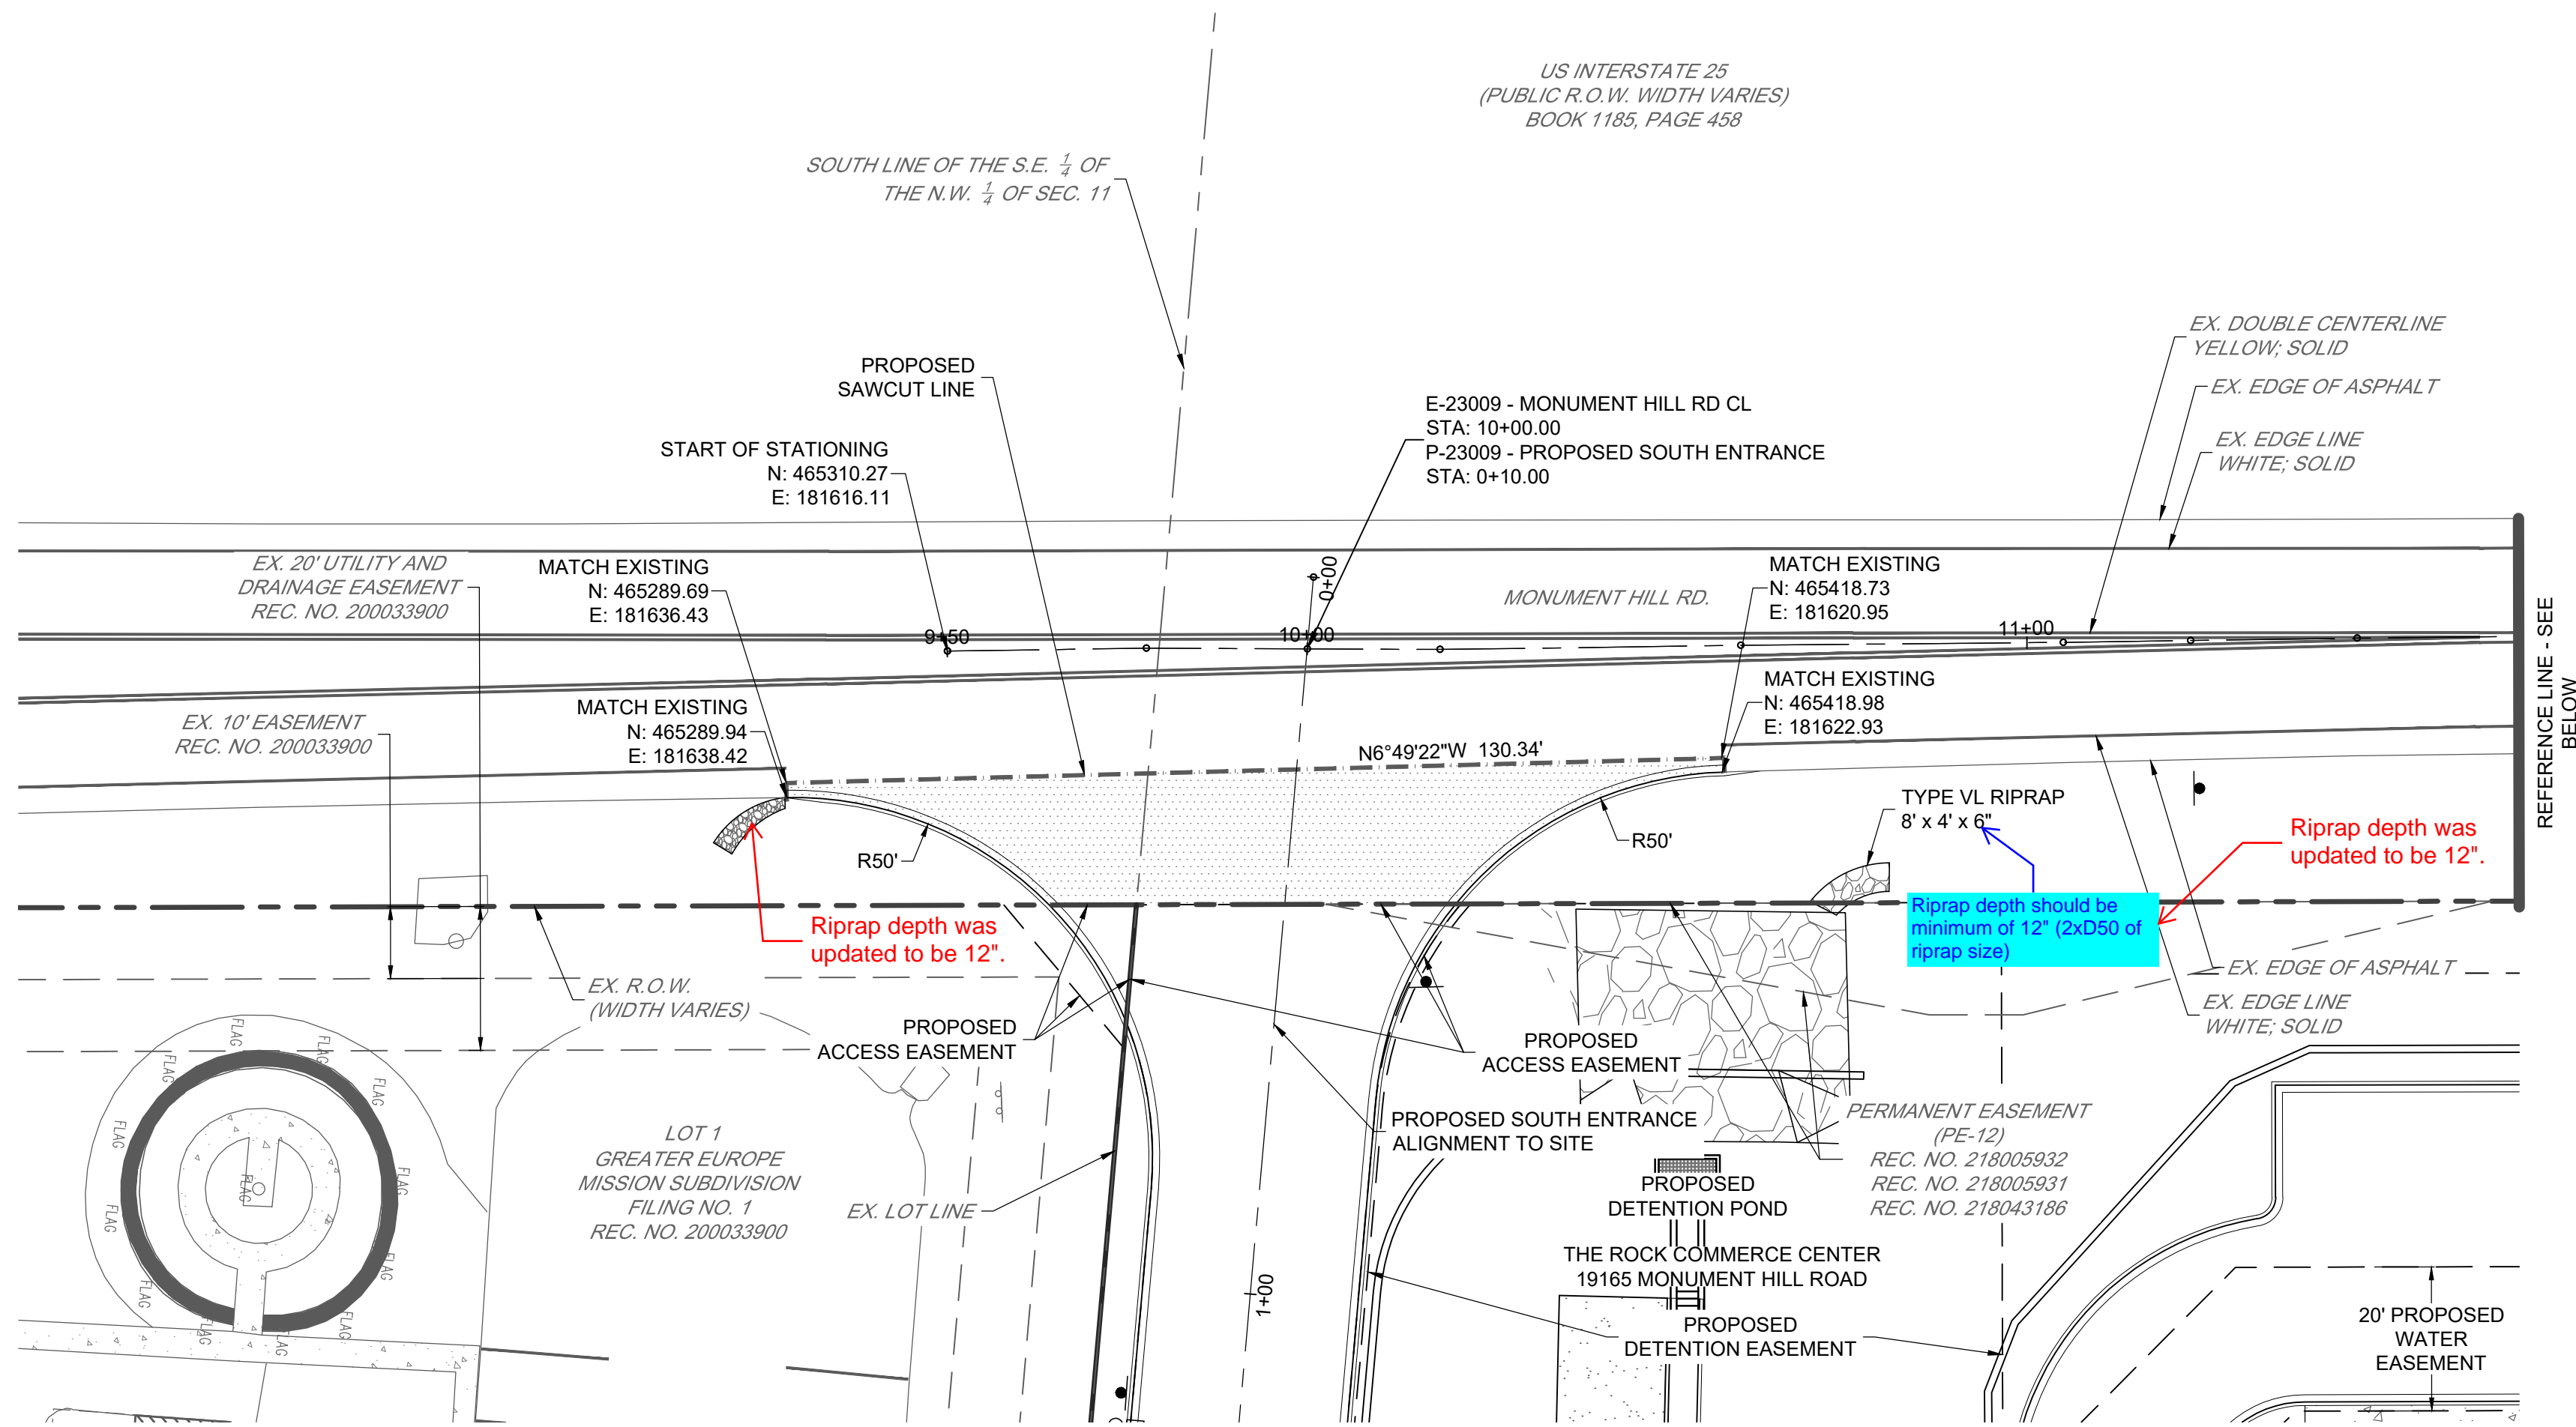 US INTERSTATE 25
(PUBLIC R.O.W. WIDTH VARIES)
BOOK 1185, PAGE 458
SOUTH LINE OF THE S.E. 1/4 OF
THE N.W. 1/4 OF SEC. 11
EX. DOUBLE CENTERLINE
YELLOW; SOLID
EX. EDGE OF ASPHALT
EX. EDGE LINE
WHITE; SOLID
PROPOSED
SAWCUT LINE
E-23009 - MONUMENT HILL RD CL
STA: 10+00.00
P-23009 - PROPOSED SOUTH ENTRANCE
STA: 0+10.00
START OF STATIONING
N: 465310.27
E: 181616.11
EX. 20' UTILITY AND
DRAINAGE EASEMENT
REC. NO. 200033900
MATCH EXISTING
N: 465289.69
E: 181636.43
0+00
MONUMENT HILL RD.
MATCH EXISTING
N: 465418.73
E: 181620.95
9+50
10+00
11+00
REFERENCE LINE - SEE
BELOW
EX. 10' EASEMENT
REC. NO. 200033900
MATCH EXISTING
N: 465289.94
E: 181638.42
N6°49'22"W 130.34'
MATCH EXISTING
N: 465418.98
E: 181622.93
R50'
R50'
TYPE VL RIPRAP
8' x 4' x 6"
Riprap depth was
updated to be 12".
Riprap depth was
updated to be 12".
Riprap depth should be
minimum of 12" (2xD50 of
riprap size)
EX. R.O.W.
(WIDTH VARIES)
EX. EDGE OF ASPHALT
EX. EDGE LINE
WHITE; SOLID
PROPOSED
ACCESS EASEMENT
PROPOSED
ACCESS EASEMENT
PROPOSED SOUTH ENTRANCE
ALIGNMENT TO SITE
PERMANENT EASEMENT
(PE-12)
REC. NO. 218005932
REC. NO. 218005931
REC. NO. 218043186
LOT 1
GREATER EUROPE
MISSION SUBDIVISION
FILING NO. 1
REC. NO. 200033900
EX. LOT LINE
PROPOSED
DETENTION POND
THE ROCK COMMERCE CENTER
19165 MONUMENT HILL ROAD
PROPOSED
DETENTION EASEMENT
1+00
20' PROPOSED
WATER
EASEMENT
FLAG
FLAG
FLAG
FLAG
FLAG
FLAG
FLAG
FLAG
FLAG
FLAG
FLAG
FLAG
FLAG